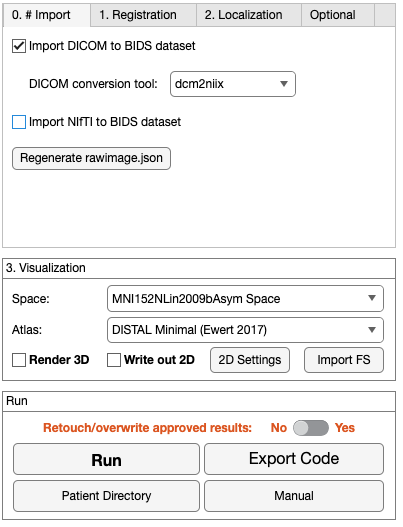 0. # Import
1. Registration
2. Localization
Optional
Import DICOM to BIDS dataset
DICOM conversion tool: dcm2niix
Import NIfTI to BIDS dataset
Regenerate rawimage.json
3. Visualization
Space: MNI152NLin2009bAsym Space
Atlas: DISTAL Minimal (Ewert 2017)
Render 3D Write out 2D 2D Settings Import FS
Run
Retouch/overwrite approved results: No Yes
Run Export Code
Patient Directory Manual